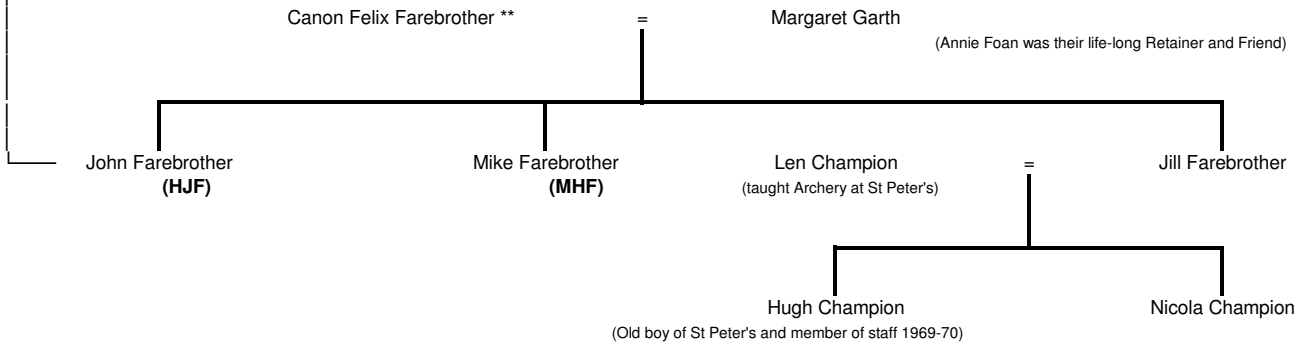 Canon Felix Farebrother ** = Margaret Garth
(Annie Foan was their life-long Retainer and Friend)
John Farebrother Mike Farebrother Len Champion = Jill Farebrother
(HJF) (MHF) (taught Archery at St Peter's)
Hugh Champion Nicola Champion
(Old boy of St Peter's and member of staff 1969-70)